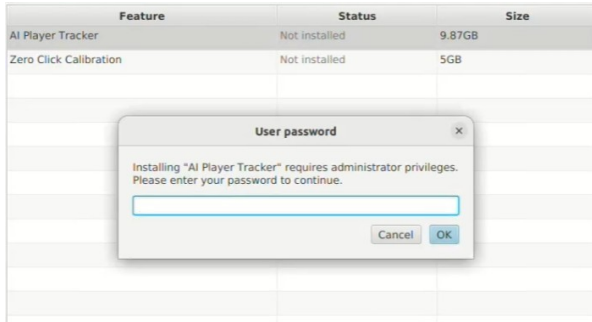 Feature Status Size
AI Player Tracker Not installed 9.87GB
Zero Click Calibration Not installed 5GB
User password
Installing "AI Player Tracker" requires administrator privileges.
Please enter your password to continue.
Cancel OK